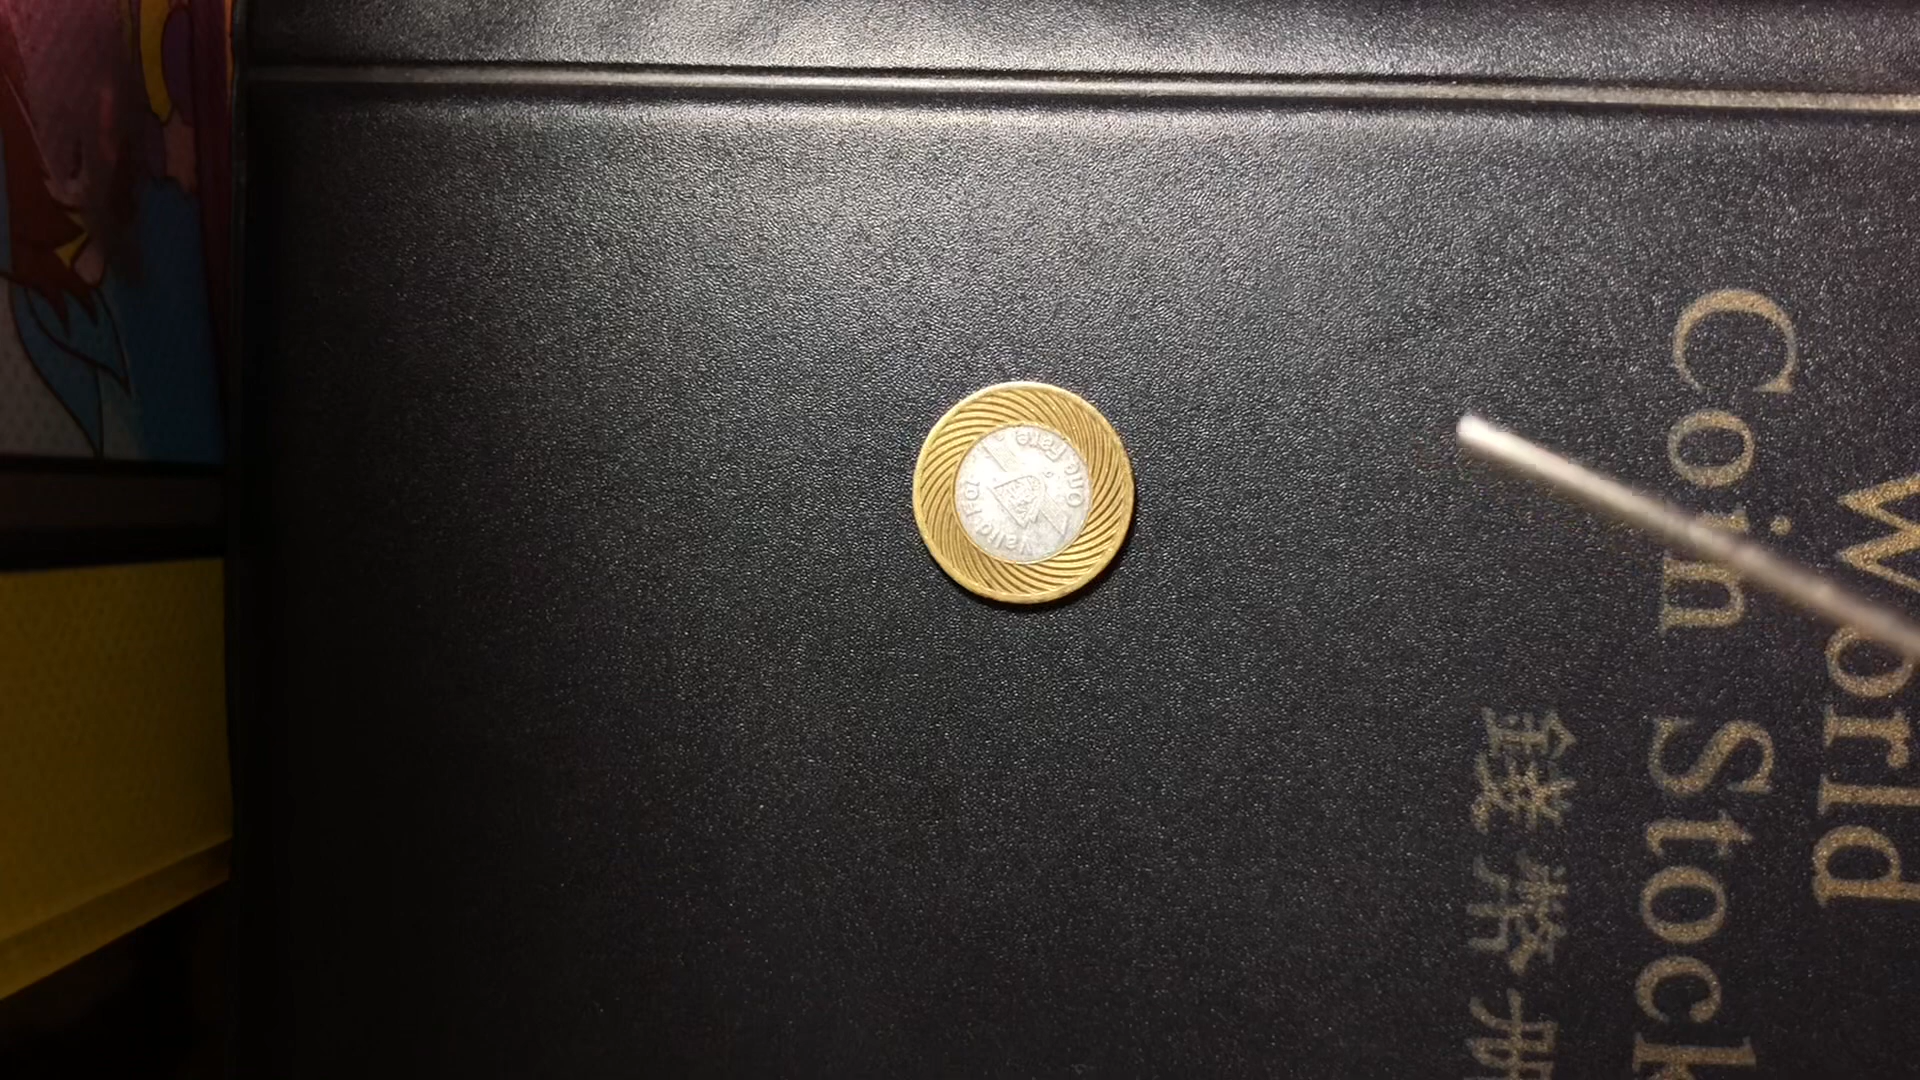 Valid For
One Fare
World
Coin Stock
錢幣冊